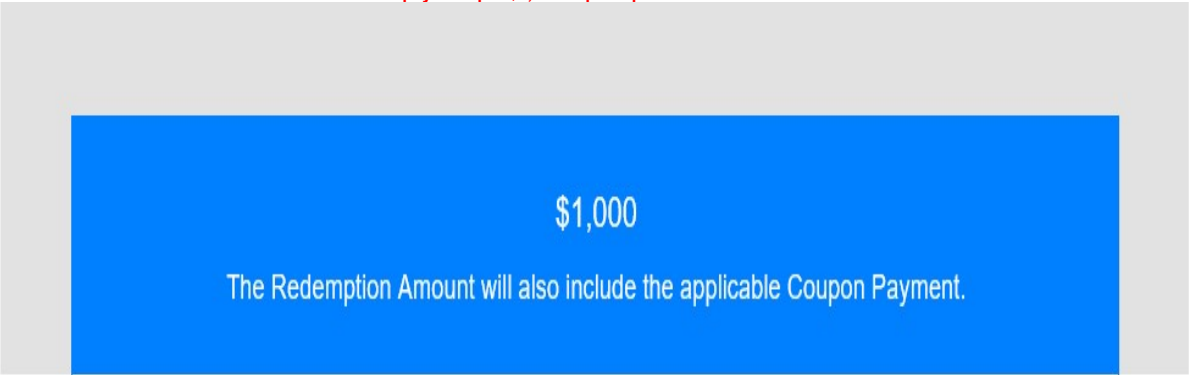 $1,000
The Redemption Amount will also include the applicable Coupon Payment.